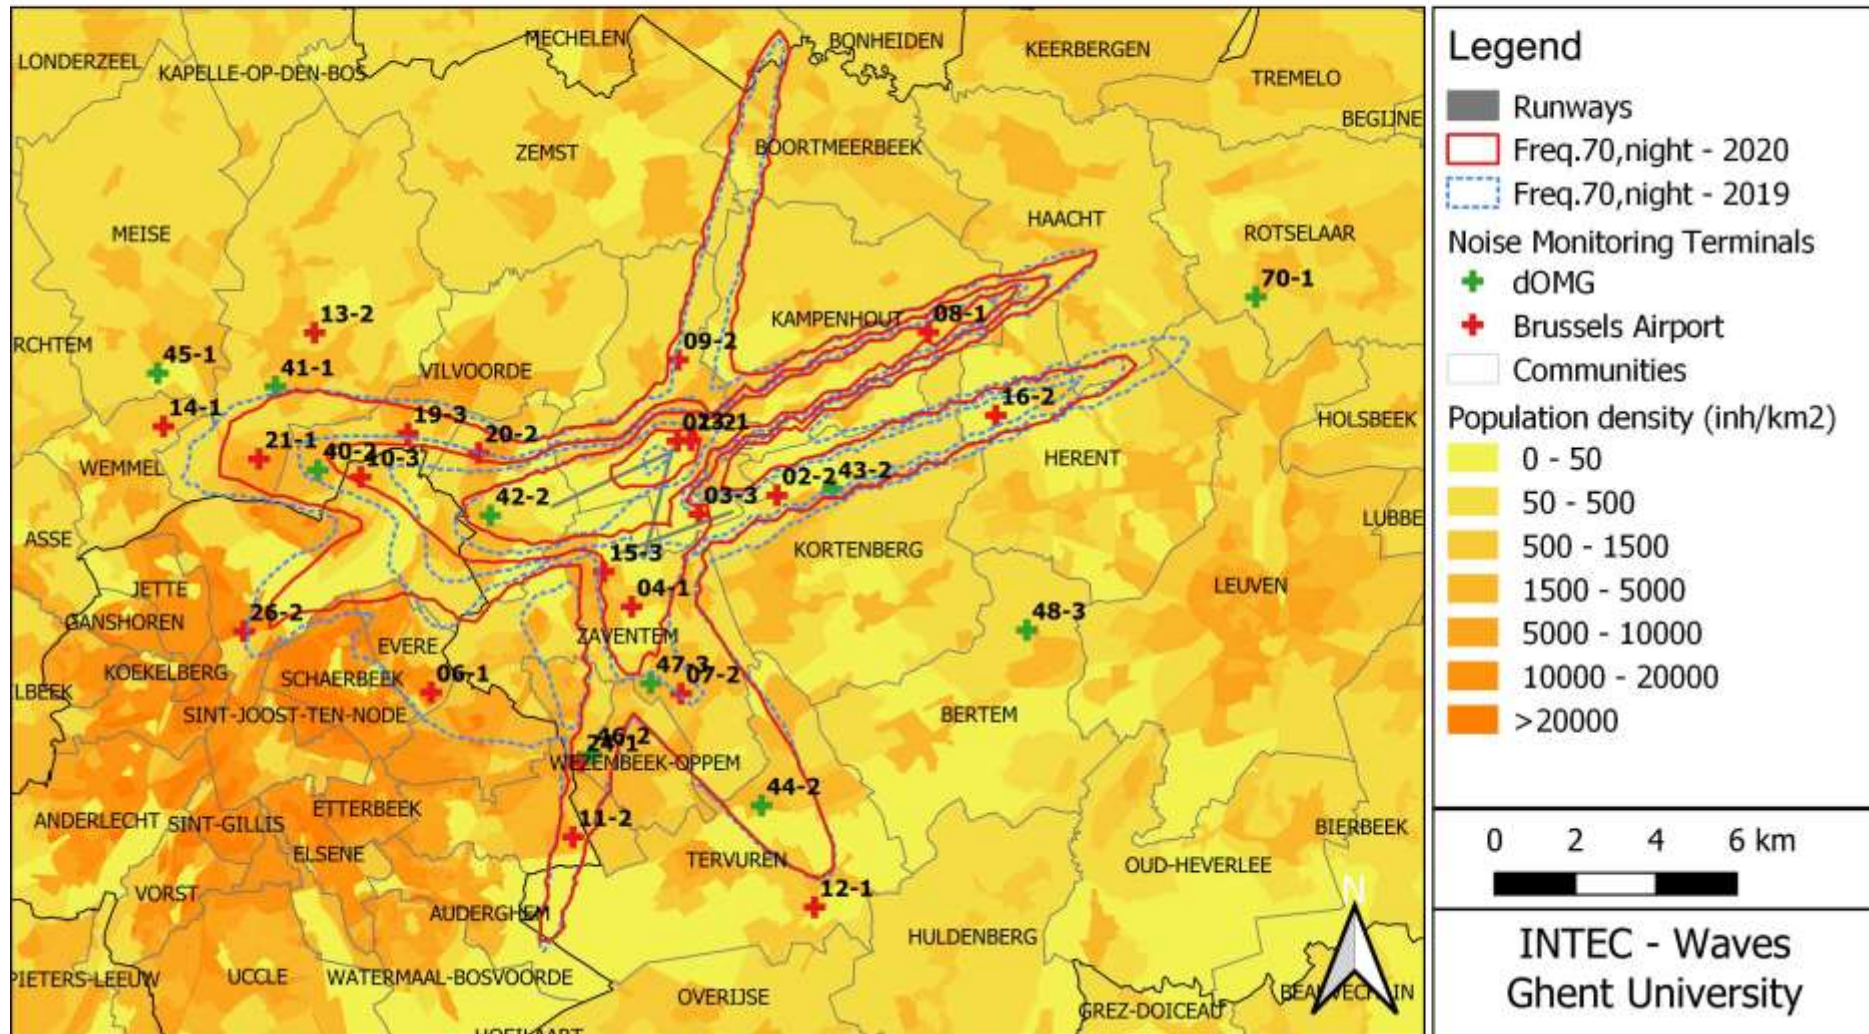 MECHELEN
BONHEIDEN
KEERBERGEN
LONDERZEEL
KAPELLE-OP-DEN-BOS
TREMELO
BEGIJNE
ZEMST
BOORTMEERBEEK
MEISE
HAACHT
ROTSELAAR
70-1
13-2
KAMPENHOUT
08-1
RCHTEM
45-1
41-1
VILVOORDE
09-2
14-1
19-3
16-2
HOLSBEEK
21-1
20-2
WEMMEL
40-2
10-3
HERENT
42-2
03-3
02-2
43-2
LUBBE
ASSE
15-3
KORTENBERG
JETTE
04-1
LEUVEN
GANSHOREN
26-2
48-3
EVERE
ZAVENTEM
KOEKELBERG
SCHAERBEEK
06-1
47-3
07-2
LBEEK
SINT-JOOST-TEN-NODE
BERTEM
46-2
24-1
WEZEMBEEK-OPPEM
44-2
ETTERBEEK
ANDERLECHT
SINT-GILLIS
11-2
BIERBEEK
ELSENE
TERVUREN
OUD-HEVERLEE
VORST
12-1
AUDERGHEM
HULDENBERG
PIETERS-LEEUW
UCCLE
WATERMAAL-BOSVOORDE
OVERIJSE
GREZ-DOICEAU
N
Legend
Runways
Freq.70,night - 2020
Freq.70,night - 2019
Noise Monitoring Terminals
dOMG
Brussels Airport
Communities
Population density (inh/km2)
0 - 50
50 - 500
500 - 1500
1500 - 5000
5000 - 10000
10000 - 20000
>20000
0 2 4 6 km
INTEC - Waves
Ghent University